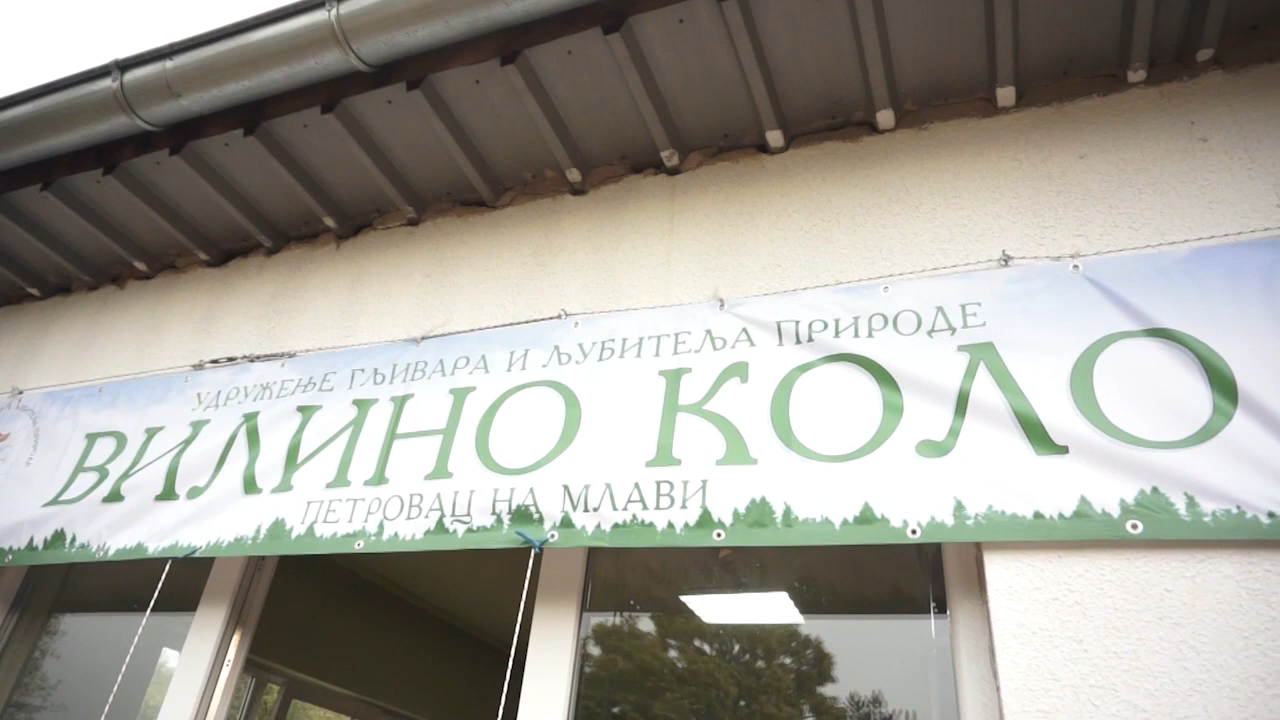 УДРУЖЕЊЕ ГЉИВАРА И ЉУБИТЕЉА ПРИРОДЕ
ВИЛИНО КОЛО
ПЕТРОВАЦ НА МЛАВИ